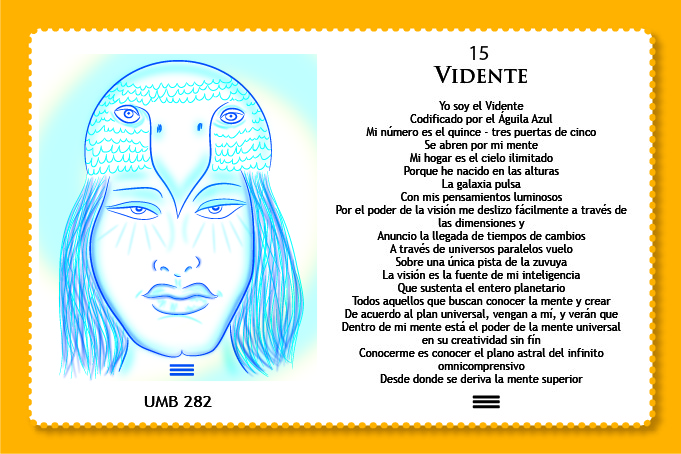 15
VIDENTE
Yo soy el Vidente
Codificado por el Águila Azul
Mi número es el quince - tres puertas de cinco
Se abren por mi mente
Mi hogar es el cielo ilimitado
Porque he nacido en las alturas
La galaxia pulsa
Con mis pensamientos luminosos
Por el poder de la visión me deslizo fácilmente a través de
las dimensiones y
Anuncio la llegada de tiempos de cambios
A través de universos paralelos vuelo
Sobre una única pista de la zuvuya
La visión es la fuente de mi inteligencia
Que sustenta el entero planetario
Todos aquellos que buscan conocer la mente y crear
De acuerdo al plan universal, vengan a mí, y verán que
Dentro de mi mente está el poder de la mente universal
en su creatividad sin fín
Conocerme es conocer el plano astral del infinito
omnicomprensivo
Desde donde se deriva la mente superior
UMB 282